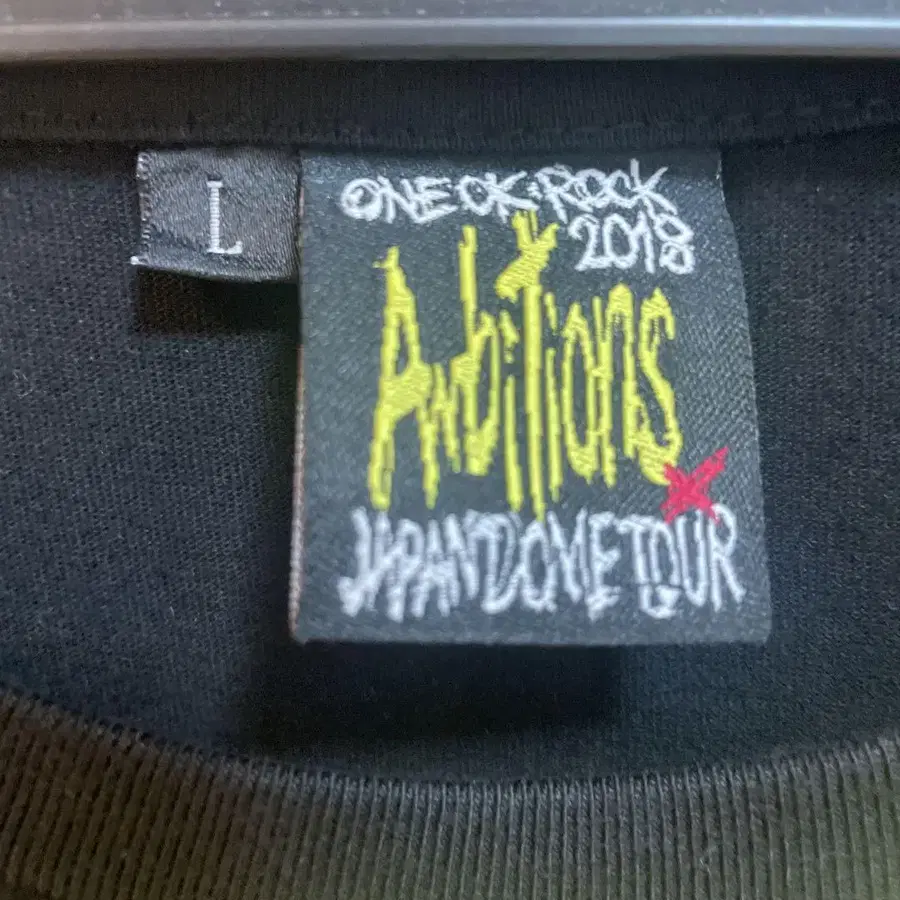 L
ONE OK ROCK
2018
Ambitions
JAPAN DOME TOUR